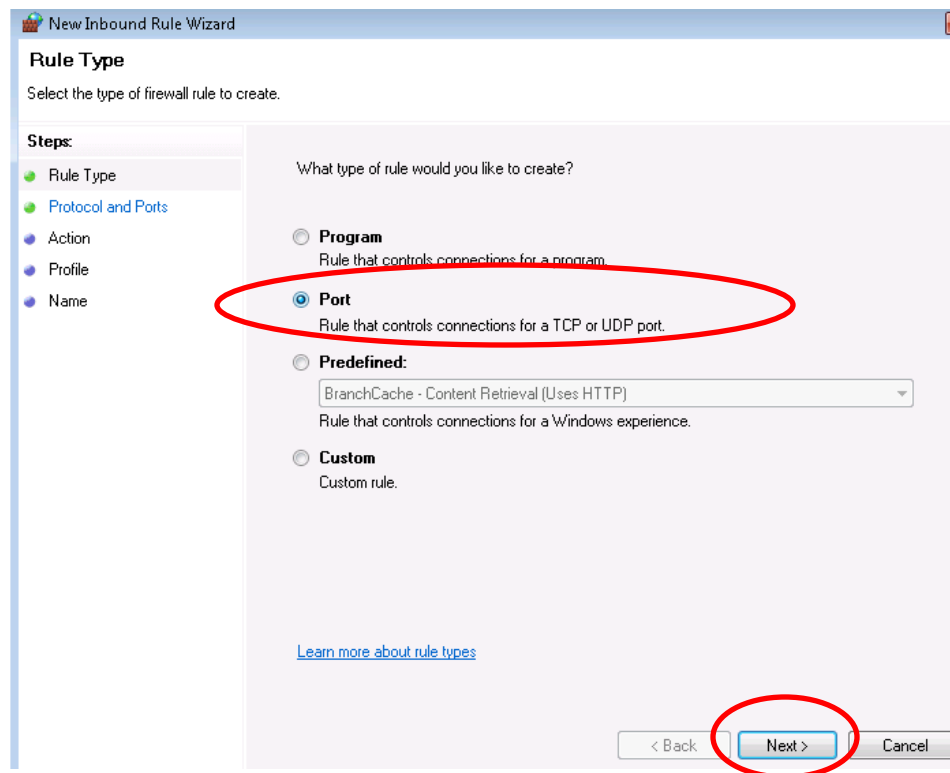 New Inbound Rule Wizard
Rule Type
Select the type of firewall rule to create.
Steps:
Rule Type
Protocol and Ports
Action
Profile
Name
What type of rule would you like to create?
Program
Rule that controls connections for a program.
Port
Rule that controls connections for a TCP or UDP port.
Predefined:
BranchCache - Content Retrieval (Uses HTTP)
Rule that controls connections for a Windows experience.
Custom
Custom rule.
Learn more about rule types
< Back
Next >
Cancel